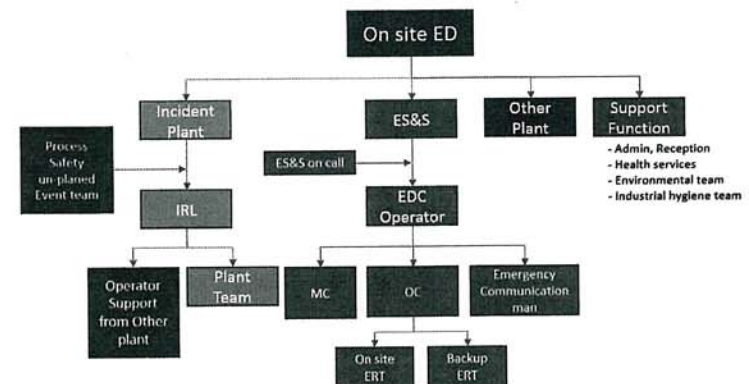 On site ED
Incident
Plant
ES&S
Other
Plant
Support
Function
- Admin, Reception
- Health services
- Environmental team
- Industrial hygiene team
Process
Safety
un-planed
Event team
ES&S on call
IRL
EDC
Operator
Operator
Support
from Other
plant
Plant
Team
MC
OC
Emergency
Communication
man
On site
ERT
Backup
ERT